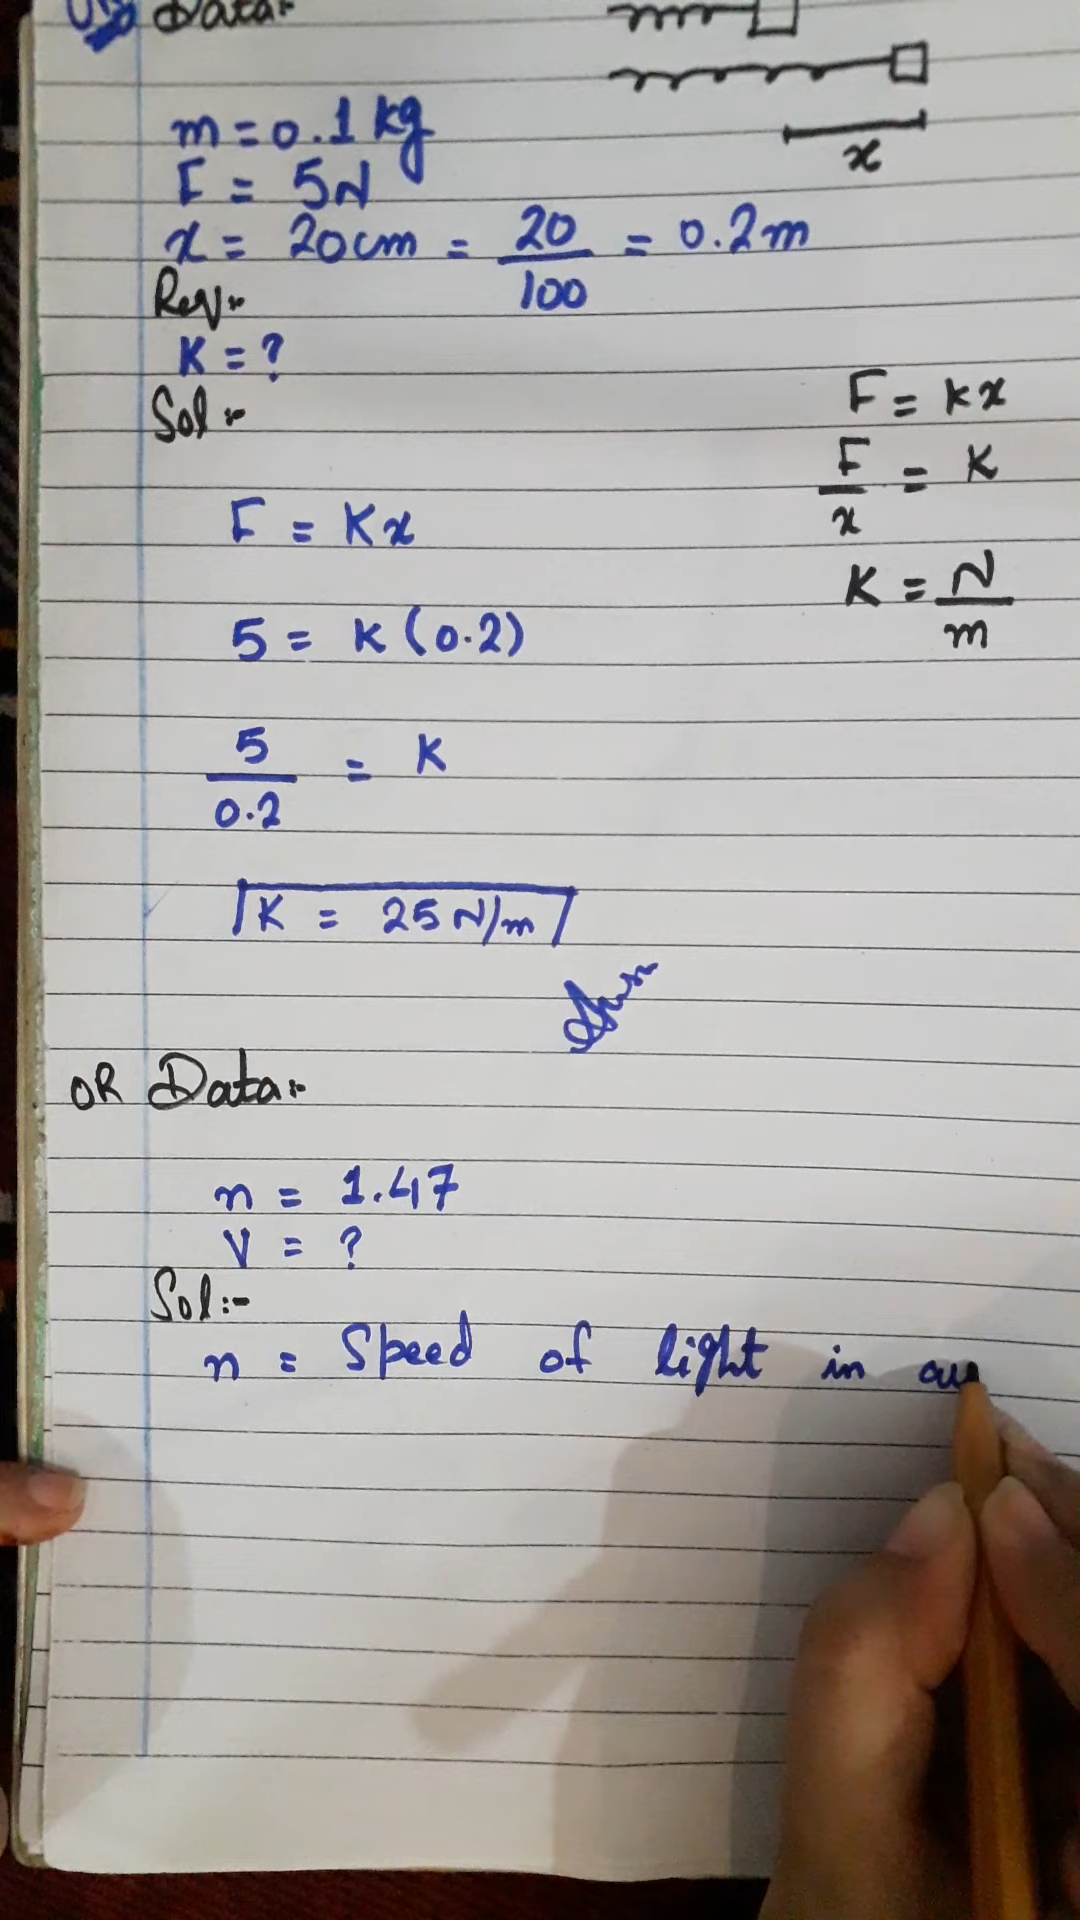 Data:-
x
m = 0.1 kg
F = 5N
x = 20cm = 20/100 = 0.2m
Req:-
K = ?
Sol:-
F = Kx
F/x = K
K = N/m
F = Kx
5 = K(0.2)
5/0.2 = K
K = 25 N/m
OR Data:-
n = 1.47
V = ?
Sol:-
n = Speed of light in